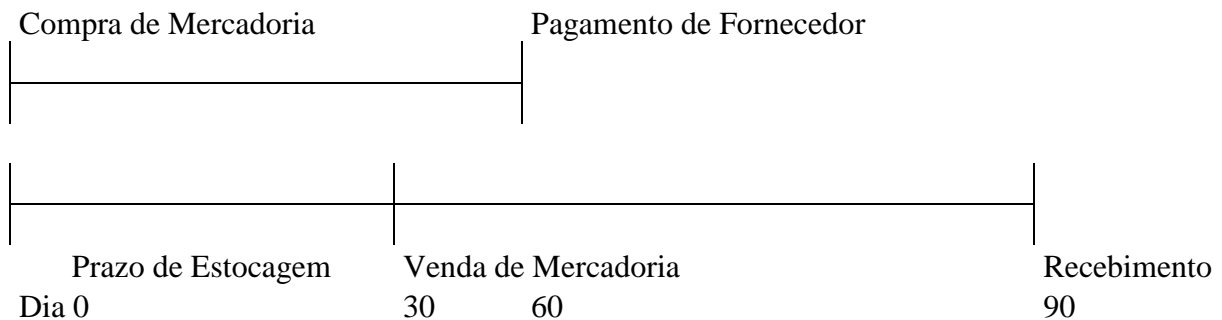 Compra de Mercadoria Pagamento de Fornecedor
Prazo de Estocagem Venda de Mercadoria Recebimento
Dia 0 30 60 90